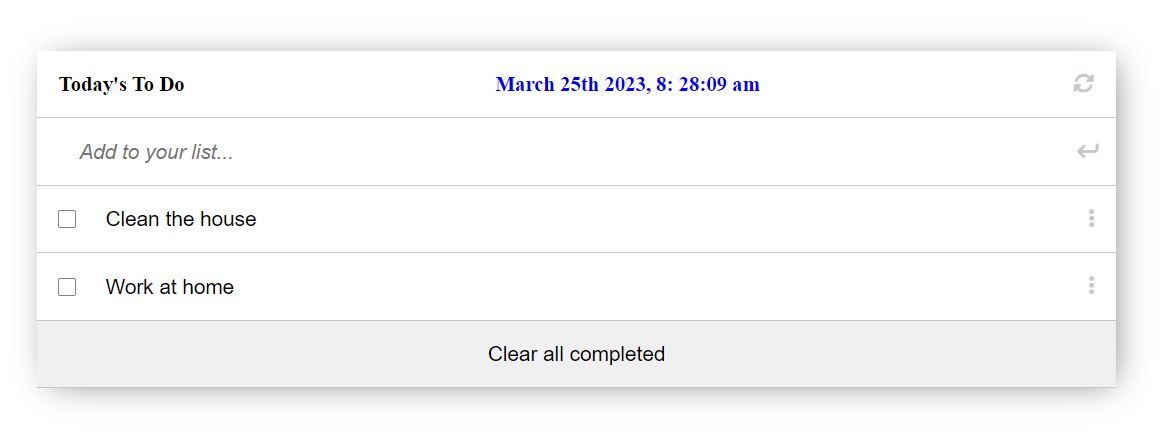 Today's To Do
March 25th 2023, 8: 28:09 am
Add to your list...
Clean the house
Work at home
Clear all completed